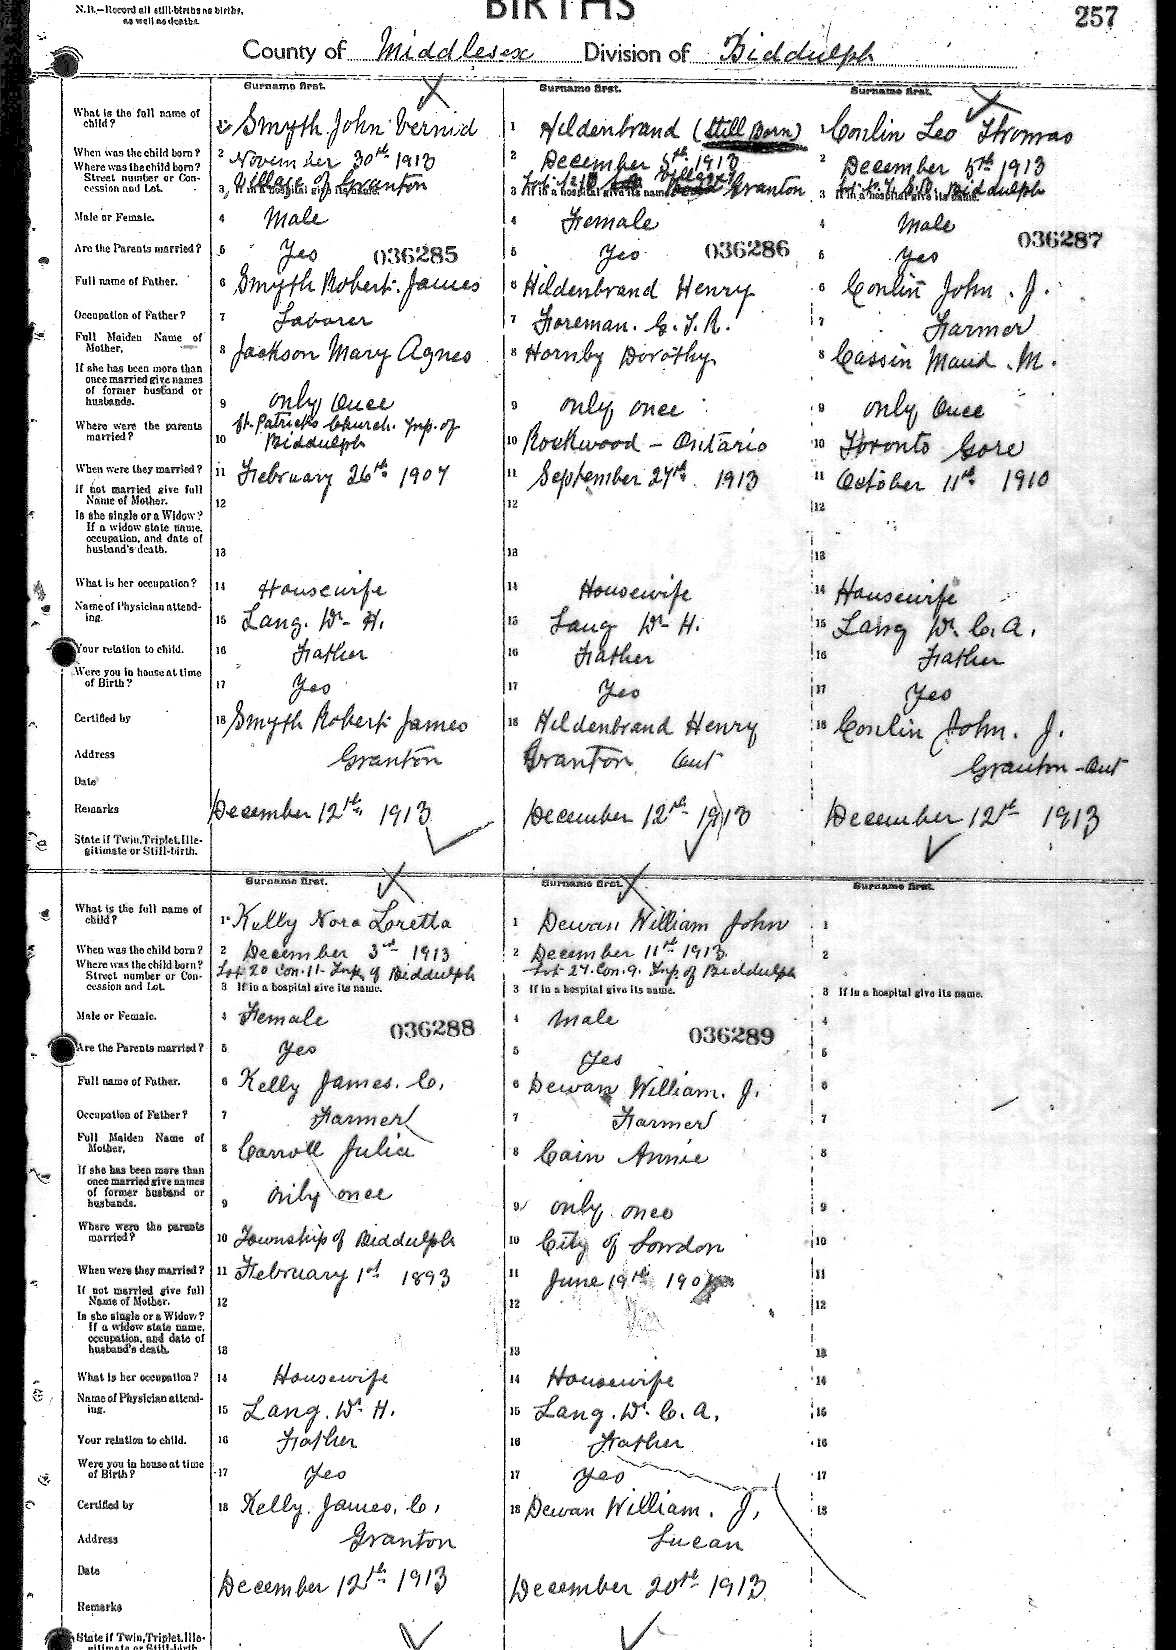 N.B.—Record all still-births as births, as well as deaths.
BIRTHS
257
County of Middlesex Division of Biddulph
Surname first.
What is the full name of child?
Smyth John
When was the child born?
2 November 30th 1913
Where was the child born? Street number or Concession and Lot.
3 Village of Granton
If in a hospital give its name.
Male or Female.
4 Male
Are the Parents married?
5 Yes
036285
Full name of Father.
6 Smyth Robert James
Occupation of Father?
7 Laborer
Full Maiden Name of Mother,
8 Jackson Mary Agnes
If she has been more than once married give names of former husband or husbands.
9 only Once
Where were the parents married?
10 St. Patricks Church. Tnp. of Biddulph
When were they married?
11 February 26th 1907
If not married give full Name of Mother.
12
Is she single or a Widow? If a widow state name, occupation, and date of husband's death.
13
What is her occupation?
14 Housewife
Name of Physician attending.
15 Lang. Dr. H.
Your relation to child.
16 Father
Were you in house at time of Birth?
17 Yes
Certified by
18 Smyth Robert James
Address
Granton
Date
Remarks
December 12th 1913
State if Twin, Triplet, Illegitimate or Still-birth.
Surname first.
1 Hildenbrand (Still Born)
2 December 5th 1913
3 Village Granton
If in a hospital give its name
4 Female
5 Yes
036286
6 Hildenbrand Henry
7 Foreman. G. T. R.
8 Hornby Dorothy
9 only once
10 Rockwood - Ontario
11 September 24th 1913
12
13
14 Housewife
15 Lang Dr. H.
16 Father
17 Yes
18 Hildenbrand Henry
Granton Ont
December 12th 1913
Surname first.
1 Conlin Leo Thomas
2 December 5th 1913
3 Biddulph
If in a hospital give its name.
4 Male
036287
5 Yes
6 Conlin John. J.
7 Farmer
8 Cassin Maud. M.
9 only Once
10 Toronto Gore
11 October 11th 1910
12
13
14 Housewife
15 Lang Dr. C. A.
16 Father
17 Yes
18 Conlin John. J.
Granton - Ont
December 12th 1913
Surname first.
What is the full name of child?
1 Kelly Nora Loretta
When was the child born?
2 December 3rd 1913
Where was the child born? Street number or Concession and Lot.
Lot 20 Con. 11 - Tnp. of Biddulph
3 If in a hospital give its name.
Male or Female.
4 Female
036288
Are the Parents married?
5 Yes
Full name of Father.
6 Kelly James. C.
Occupation of Father?
7 Farmer
Full Maiden Name of Mother,
8 Carroll Julia
If she has been more than once married give names of former husband or husbands.
9 only once
Where were the parents married?
10 Township of Biddulph
When were they married?
11 February 1st 1893
If not married give full Name of Mother.
12
Is she single or a Widow? If a widow state name, occupation, and date of husband's death.
13
What is her occupation?
14 Housewife
Name of Physician attending.
15 Lang. Dr. H.
Your relation to child.
16 Father
Were you in house at time of Birth?
17 Yes
Certified by
18 Kelly. James. C.
Address
Granton
Date
December 12th 1913
Remarks
State if Twin, Triplet, Illegitimate or Still-birth.
Surname first.
1 Dewan William John
2 December 11th 1913
Lot. 27. Con. 9. Tnp of Biddulph
3 If in a hospital give its name.
4 Male
036289
5 Yes
6 Dewan William. J.
7 Farmer
8 Cain Annie
9 only once
10 City of London
11 June 19th
12
13
14 Housewife
15 Lang. Dr. C. A.
16 Father
17 Yes
18 Dewan William. J.
Lucan
December 20th 1913
Surname first.
1
2
3 If in a hospital give its name.
4
5
6
7
8
9
10
11
12
13
14
15
16
17
18